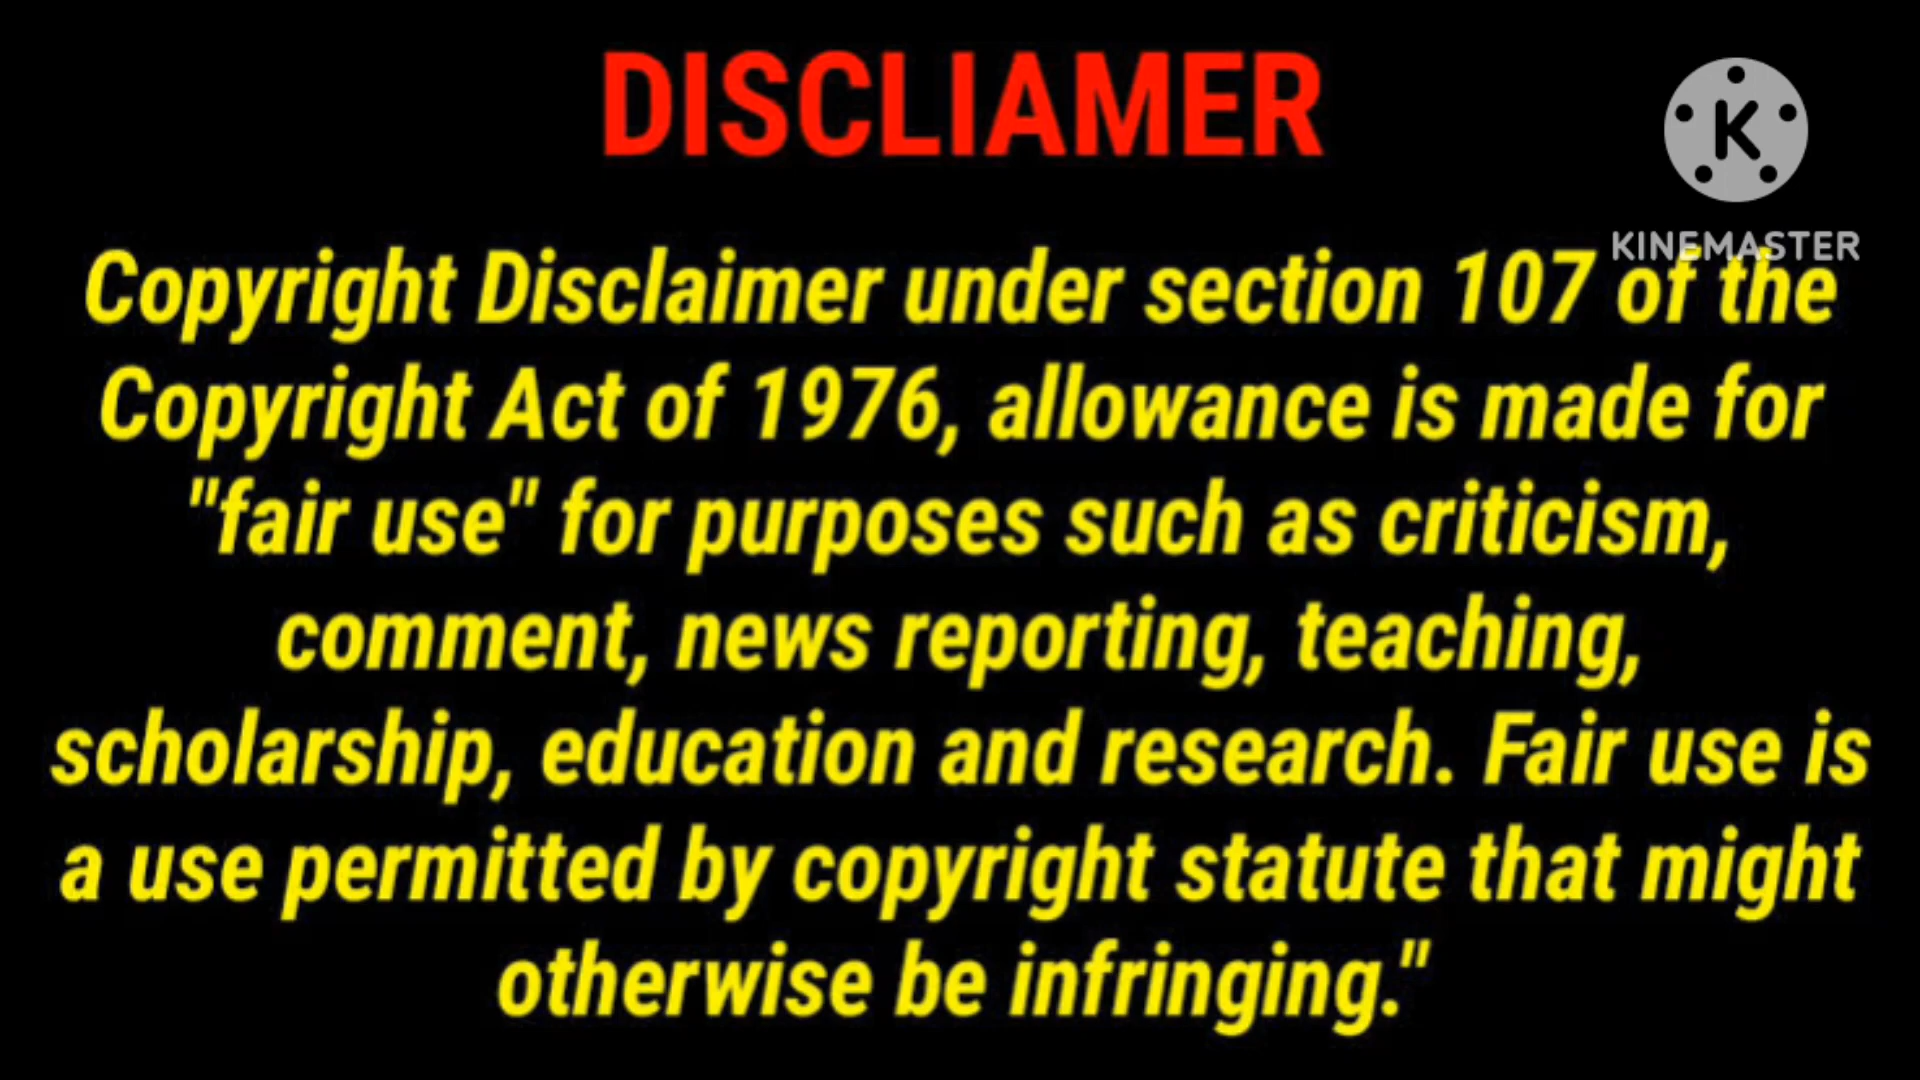 DISCLIAMER
K
KINEMASTER
Copyright Disclaimer under section 107 of the
Copyright Act of 1976, allowance is made for
"fair use" for purposes such as criticism,
comment, news reporting, teaching,
scholarship, education and research. Fair use is
a use permitted by copyright statute that might
otherwise be infringing."